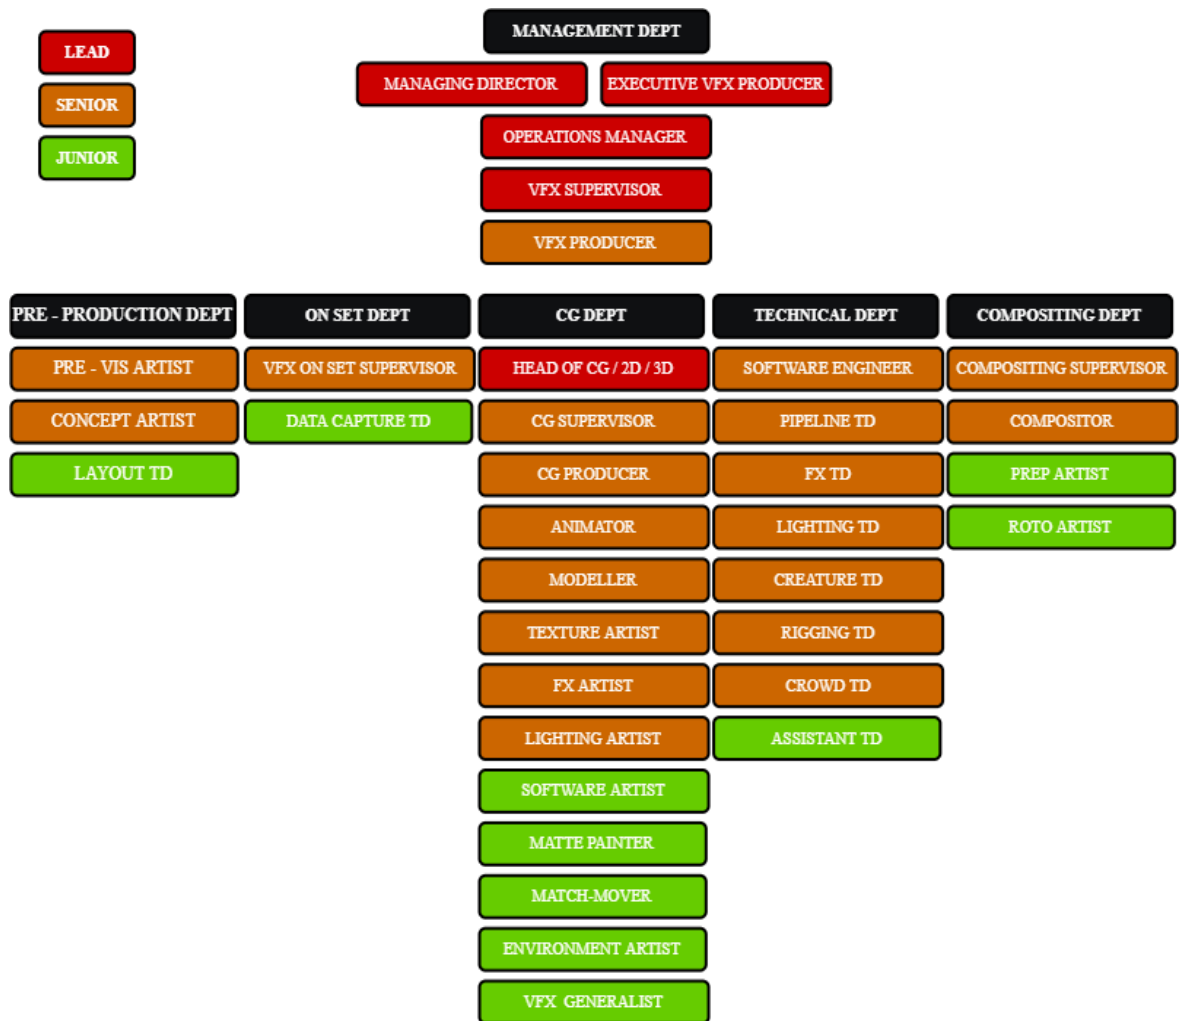 MANAGEMENT DEPT
LEAD
MANAGING DIRECTOR
EXECUTIVE VFX PRODUCER
SENIOR
OPERATIONS MANAGER
JUNIOR
VFX SUPERVISOR
VFX PRODUCER
PRE - PRODUCTION DEPT
PRE - VIS ARTIST
CONCEPT ARTIST
LAYOUT TD
ON SET DEPT
VFX ON SET SUPERVISOR
DATA CAPTURE TD
CG DEPT
HEAD OF CG / 2D / 3D
CG SUPERVISOR
CG PRODUCER
ANIMATOR
MODELLER
TEXTURE ARTIST
FX ARTIST
LIGHTING ARTIST
SOFTWARE ARTIST
MATTE PAINTER
MATCH-MOVER
ENVIRONMENT ARTIST
VFX GENERALIST
TECHNICAL DEPT
SOFTWARE ENGINEER
PIPELINE TD
FX TD
LIGHTING TD
CREATURE TD
RIGGING TD
CROWD TD
ASSISTANT TD
COMPOSITING DEPT
COMPOSITING SUPERVISOR
COMPOSITOR
PREP ARTIST
ROTO ARTIST